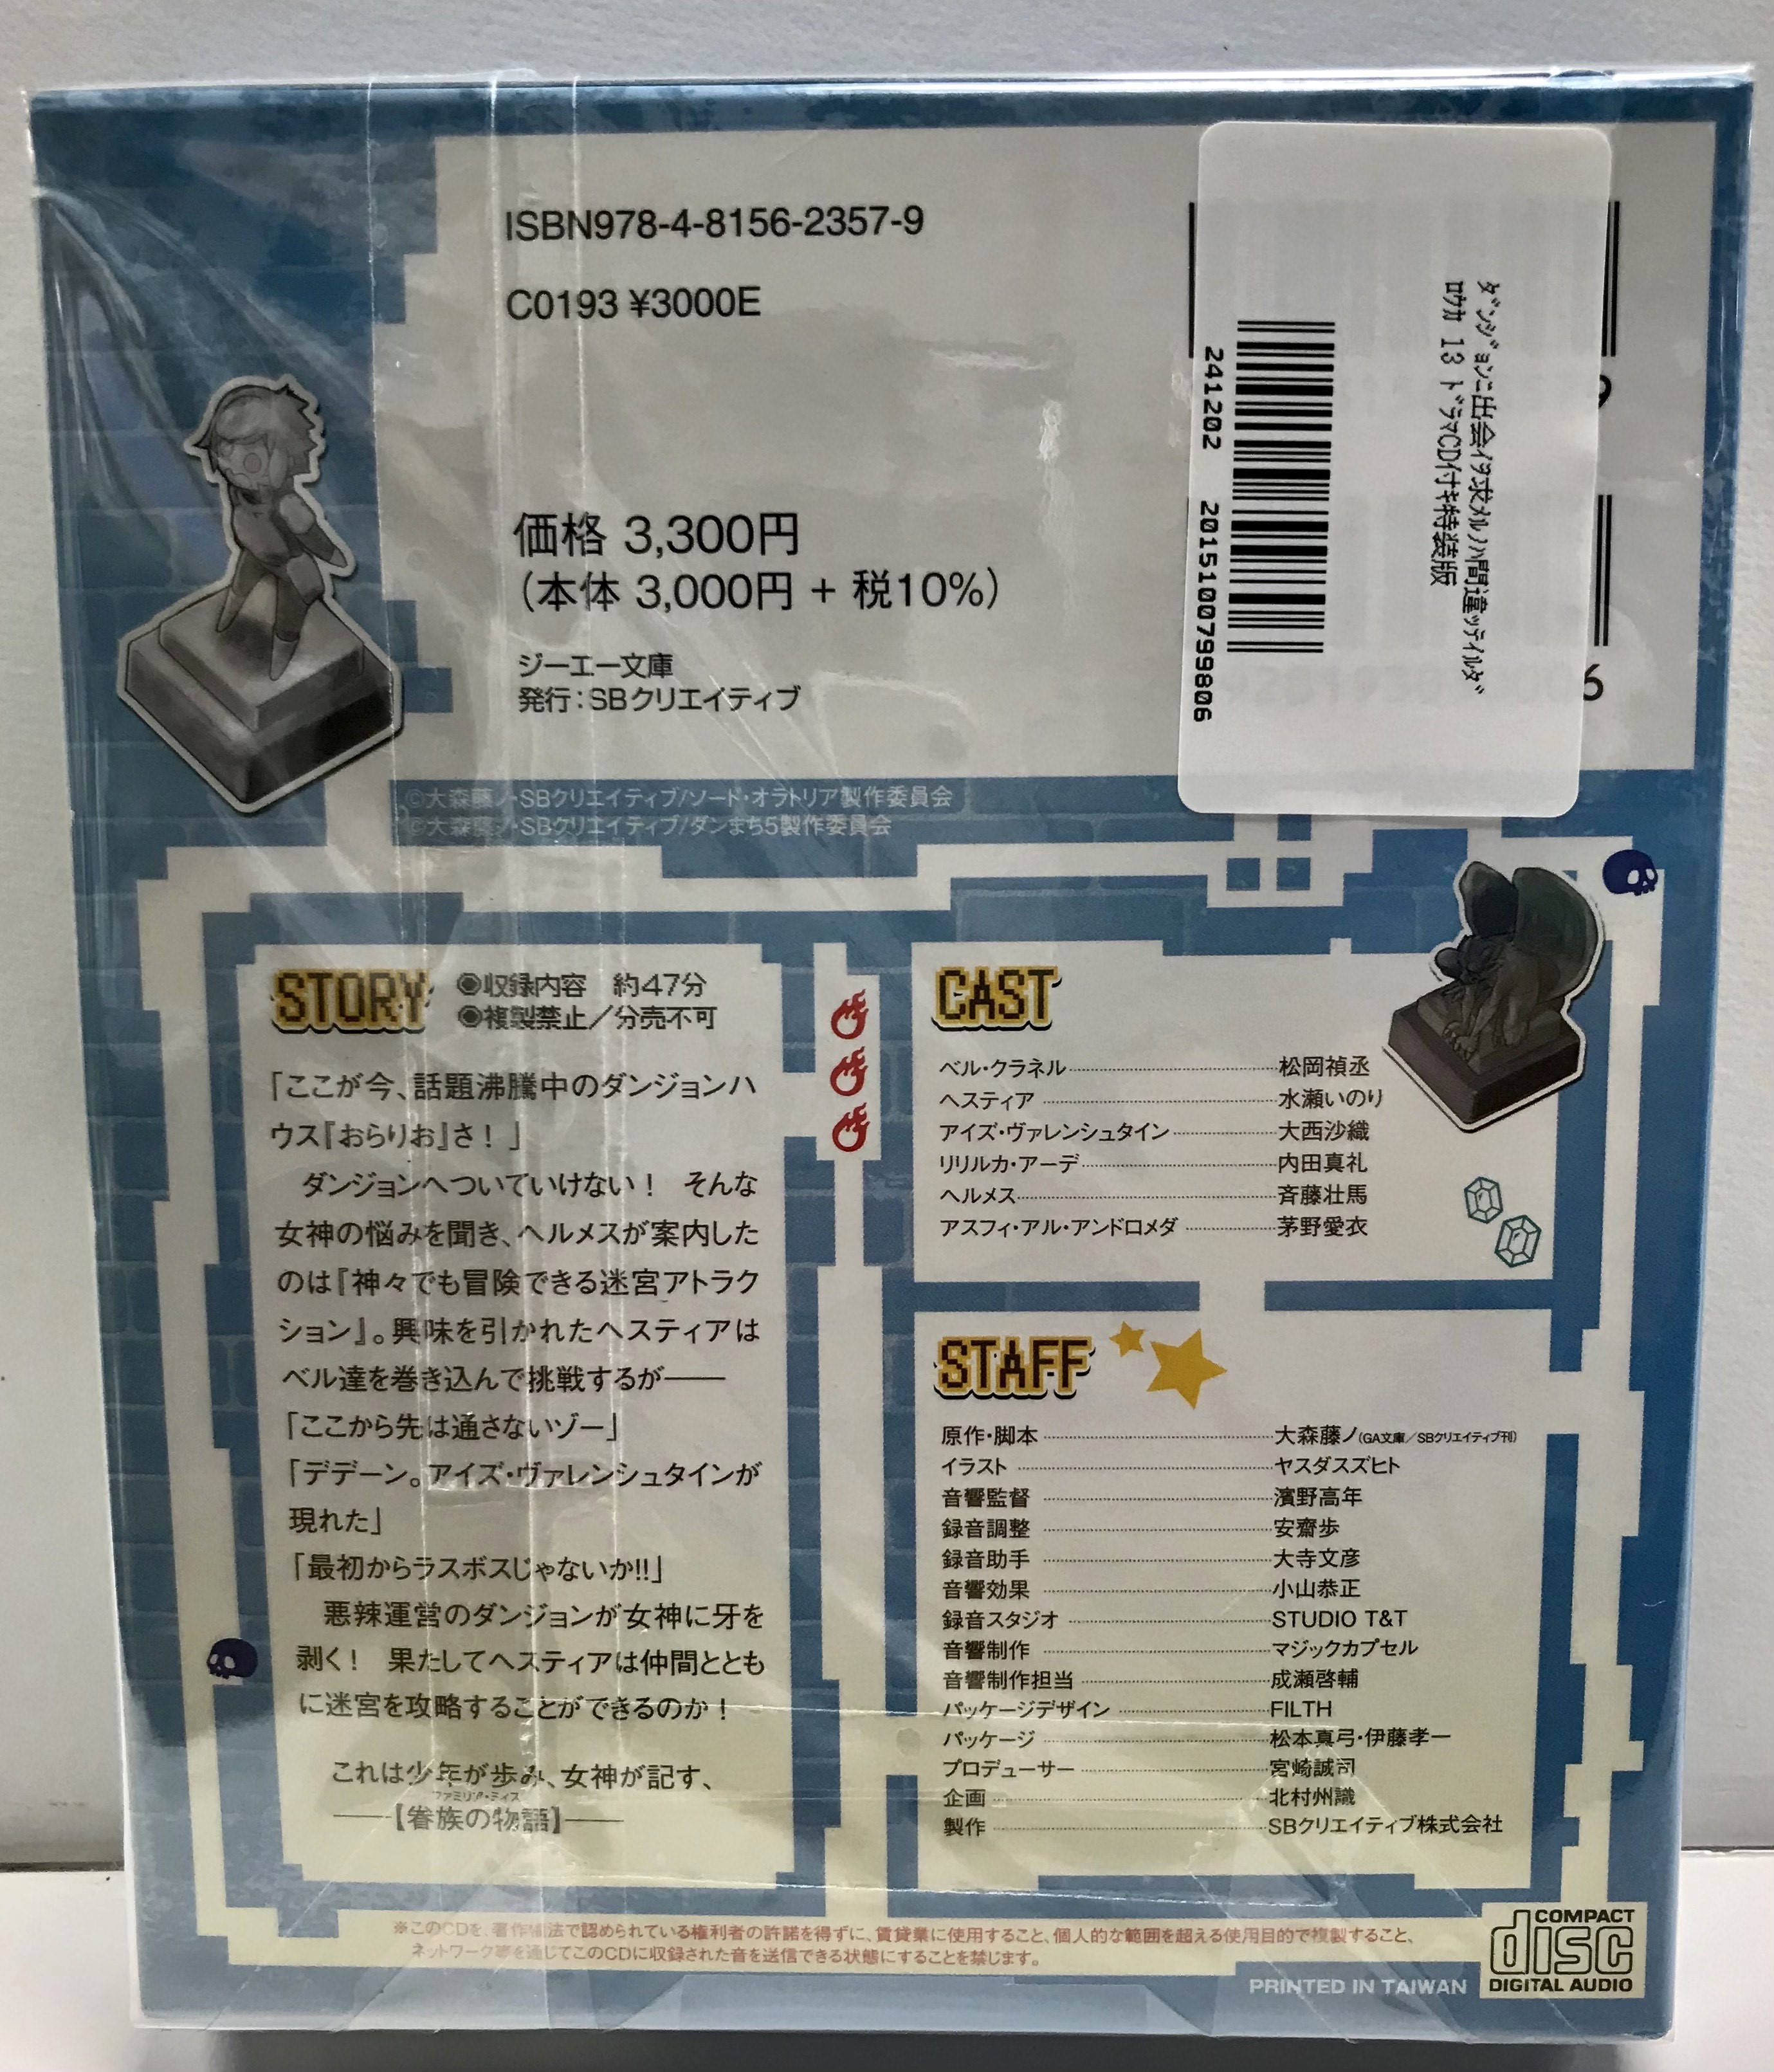 ISBN978-4-8156-2357-9
C0193 ¥3000E
価格 3,300円
（本体 3,000円 + 税10%）
ジーエー文庫
発行：SBクリエイティブ
9
6
ﾀﾞﾝｼﾞｮﾝﾆ出会ｲｦ求ﾒﾙﾉﾊ間違ｯﾃｲﾙﾀﾞ
ﾛｳｶ 13 ﾄﾞﾗﾏCD付ｷ特装版
241202 2015100799806
©大森藤ノ・SBクリエイティブ/ソード・オラトリア製作委員会
©大森藤ノ・SBクリエイティブ/ダンまち5製作委員会
STORY
◉収録内容　約47分
◉複製禁止／分売不可
「ここが今、話題沸騰中のダンジョンハ
ウス『おらりお』さ！」
　ダンジョンへついていけない！　そんな
女神の悩みを聞き、ヘルメスが案内した
のは『神々でも冒険できる迷宮アトラク
ション』。興味を引かれたヘスティアは
ベル達を巻き込んで挑戦するが――
「ここから先は通さないゾー」
「デデーン。アイズ・ヴァレンシュタインが
現れた」
「最初からラスボスじゃないか!!」
　悪辣運営のダンジョンが女神に牙を
剥く！　果たしてヘスティアは仲間ととも
に迷宮を攻略することができるのか！
これは少年が歩み、女神が記す、
ファミリア・ミィス
――【眷族の物語】――
CAST
ベル・クラネル……松岡禎丞
ヘスティア……水瀬いのり
アイズ・ヴァレンシュタイン……大西沙織
リリルカ・アーデ……内田真礼
ヘルメス……斉藤壮馬
アスフィ・アル・アンドロメダ……茅野愛衣
STAFF
原作・脚本……大森藤ノ(GA文庫／SBクリエイティブ刊)
イラスト……ヤスダスズヒト
音響監督……濱野高年
録音調整……安齋歩
録音助手……大寺文彦
音響効果……小山恭正
録音スタジオ……STUDIO T&T
音響制作……マジックカプセル
音響制作担当……成瀬啓輔
パッケージデザイン……FILTH
パッケージ……松本真弓・伊藤孝一
プロデューサー……宮崎誠司
企画……北村州識
製作……SBクリエイティブ株式会社
※このCDを、著作権法で認められている権利者の許諾を得ずに、賃貸業に使用すること、個人的な範囲を超える使用目的で複製すること、
ネットワーク等を通じてこのCDに収録された音を送信できる状態にすることを禁じます。
PRINTED IN TAIWAN
COMPACT
disc
DIGITAL AUDIO